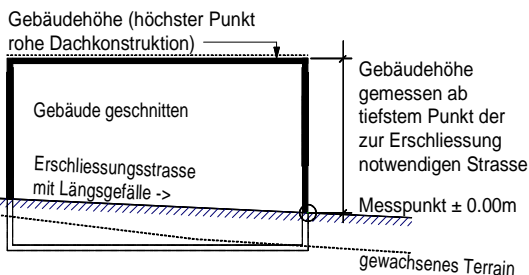 Gebäudehöhe (höchster Punkt
rohe Dachkonstruktion)
Gebäudehöhe
gemessen ab
tiefstem Punkt der
zur Erschliessung
notwendigen Strasse
Gebäude geschnitten
Erschliessungsstrasse
mit Längsgefälle ->
Messpunkt ± 0.00m
gewachsenes Terrain